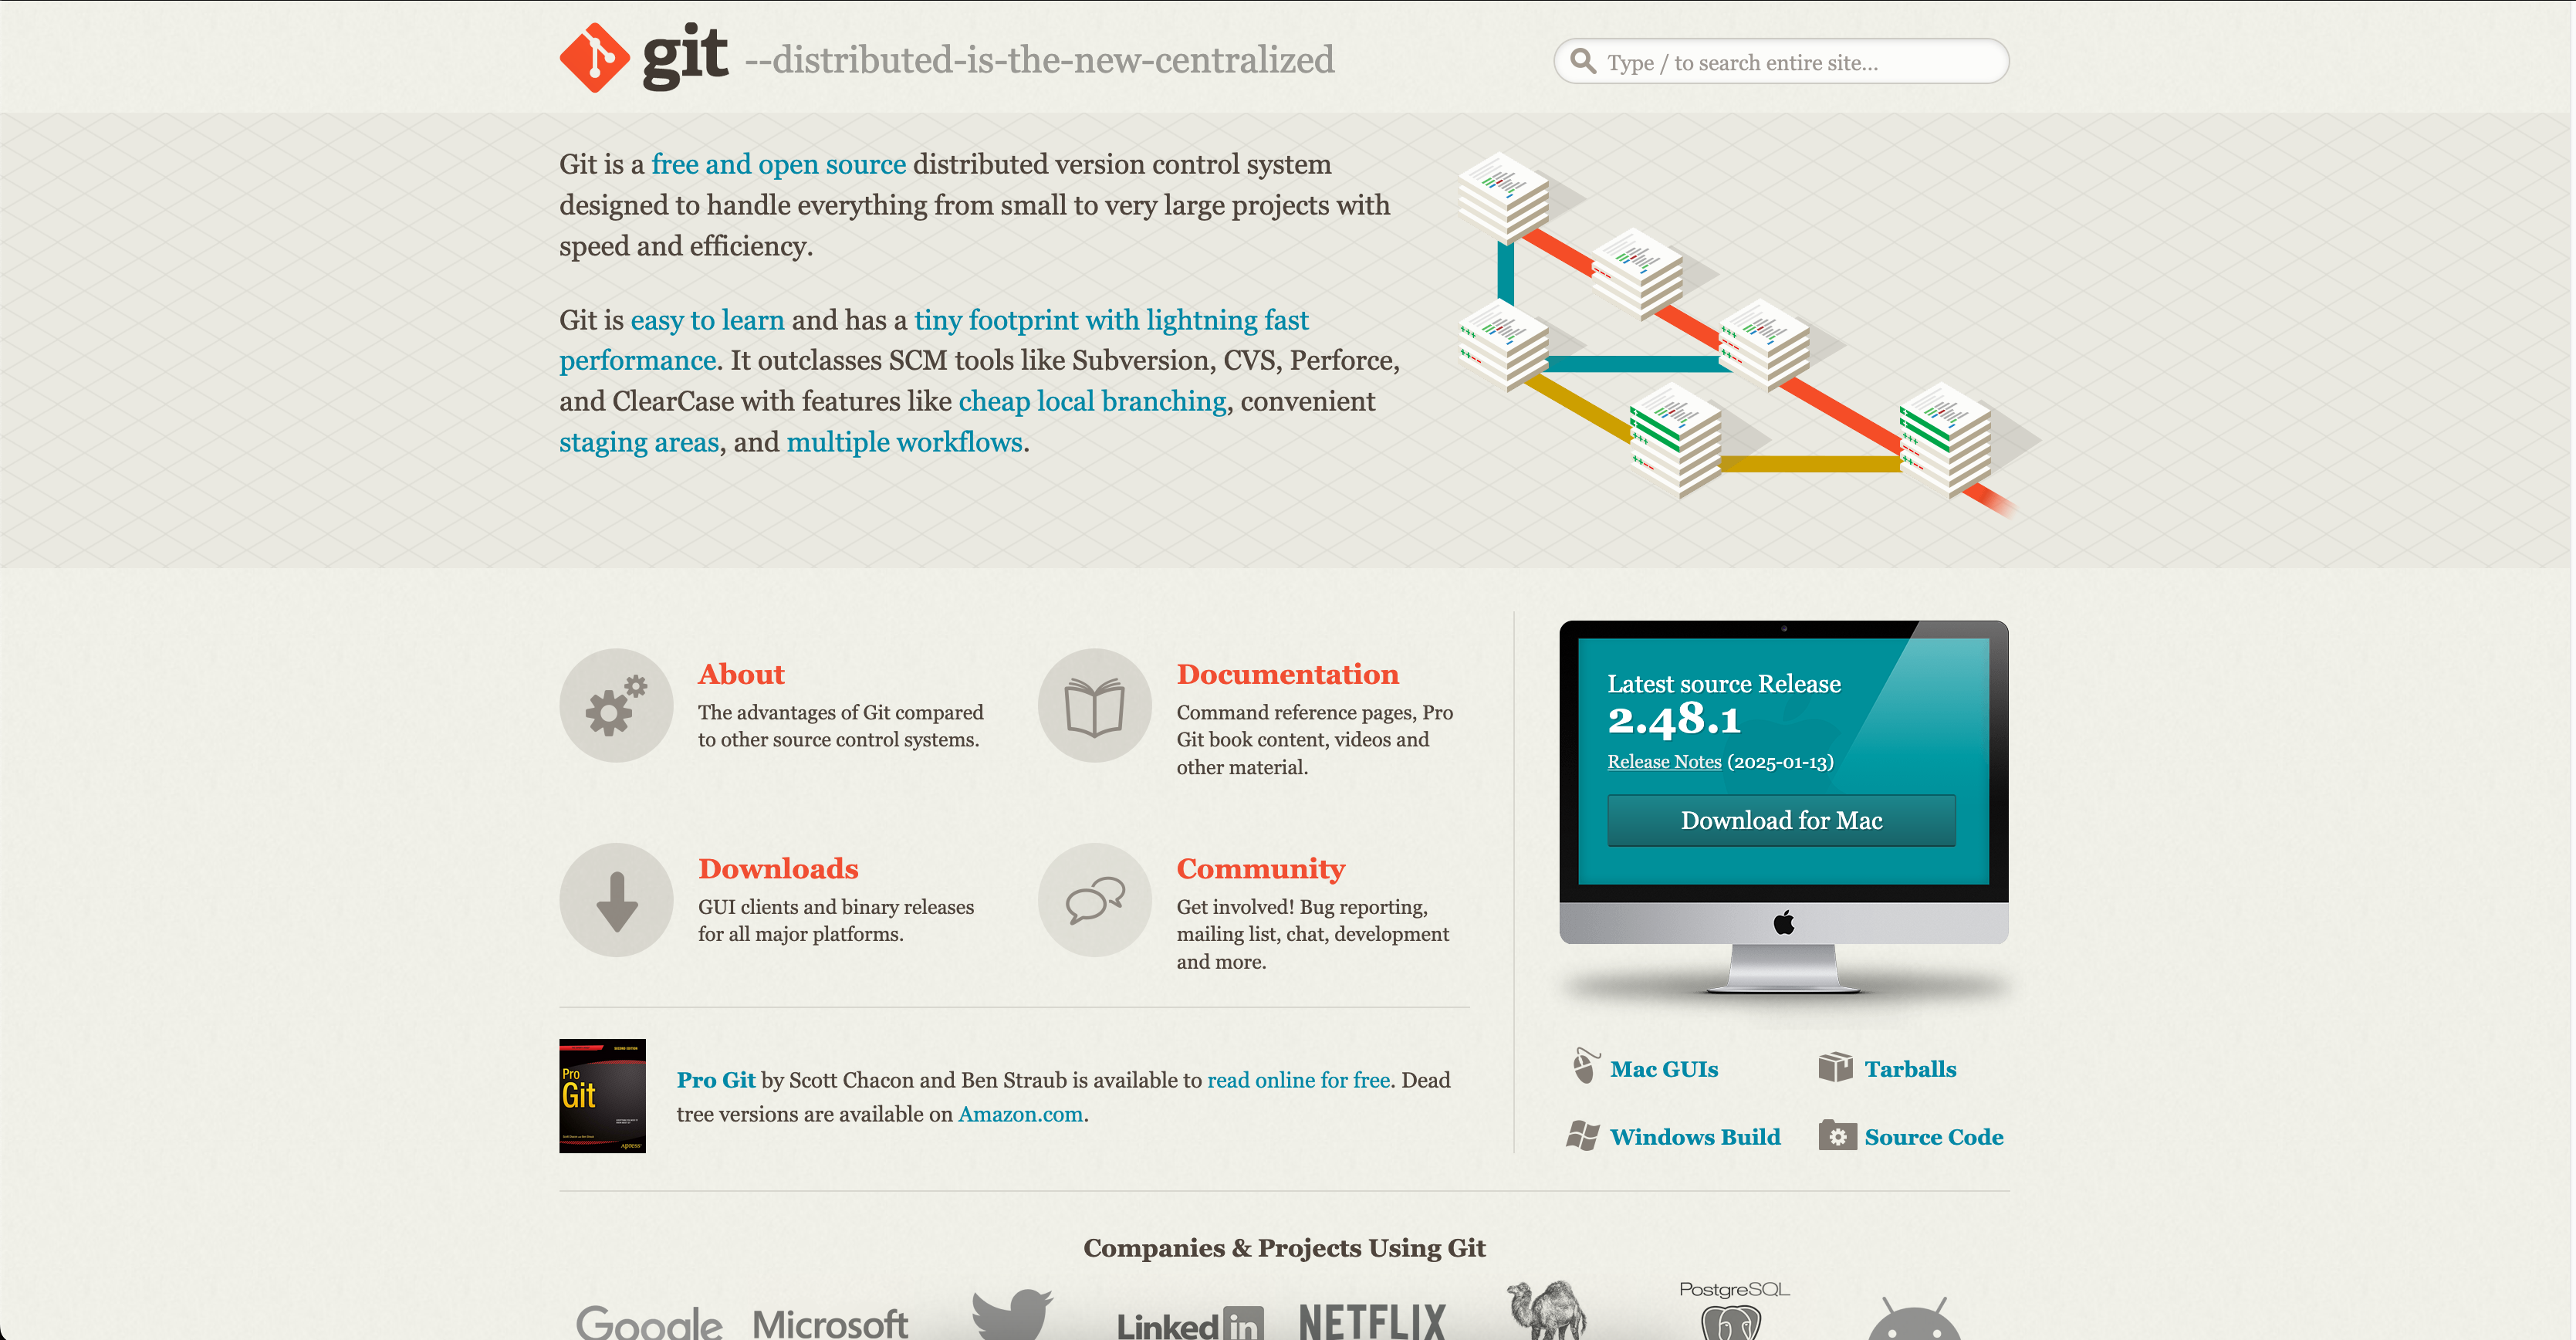 git --distributed-is-the-new-centralized
Type / to search entire site...
Git is a free and open source distributed version control system
designed to handle everything from small to very large projects with
speed and efficiency.
Git is easy to learn and has a tiny footprint with lightning fast
performance. It outclasses SCM tools like Subversion, CVS, Perforce,
and ClearCase with features like cheap local branching, convenient
staging areas, and multiple workflows.
About
The advantages of Git compared
to other source control systems.
Documentation
Command reference pages, Pro
Git book content, videos and
other material.
Downloads
GUI clients and binary releases
for all major platforms.
Community
Get involved! Bug reporting,
mailing list, chat, development
and more.
Pro
Git
Apress
Pro Git by Scott Chacon and Ben Straub is available to read online for free. Dead
tree versions are available on Amazon.com.
Latest source Release
2.48.1
Release Notes (2025-01-13)
Download for Mac
Mac GUIs
Tarballs
Windows Build
Source Code
Companies & Projects Using Git
Google
Microsoft
LinkedIn
NETFLIX
PostgreSQL